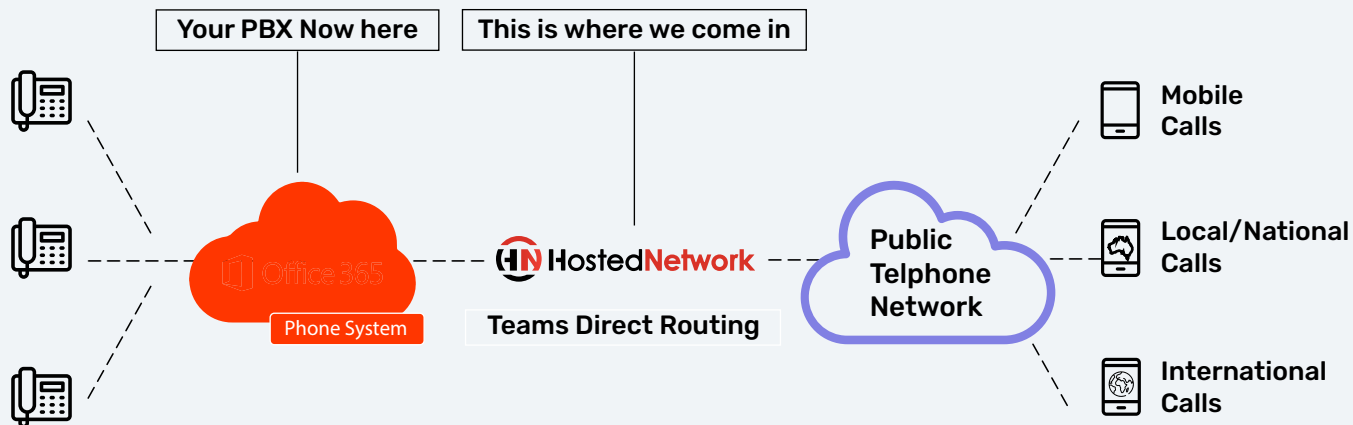 Your PBX Now here
This is where we come in
Mobile
Calls
Office 365
Phone System
HN HostedNetwork
Teams Direct Routing
Public
Telphone
Network
Local/National
Calls
International
Calls